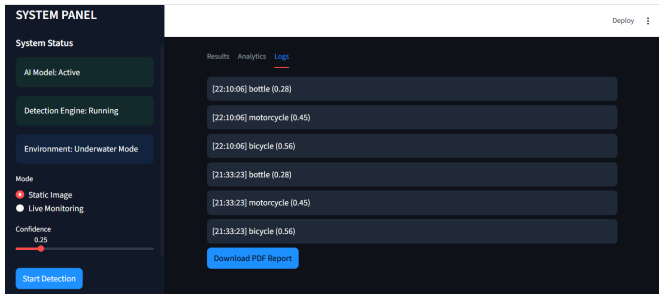 SYSTEM PANEL
System Status
AI Model: Active
Detection Engine: Running
Environment: Underwater Mode
Mode
Static Image
Live Monitoring
Confidence
0.25
Start Detection
Deploy
Results Analytics Logs
[22:10:06] bottle (0.28)
[22:10:06] motorcycle (0.45)
[22:10:06] bicycle (0.56)
[21:33:23] bottle (0.28)
[21:33:23] motorcycle (0.45)
[21:33:23] bicycle (0.56)
Download PDF Report